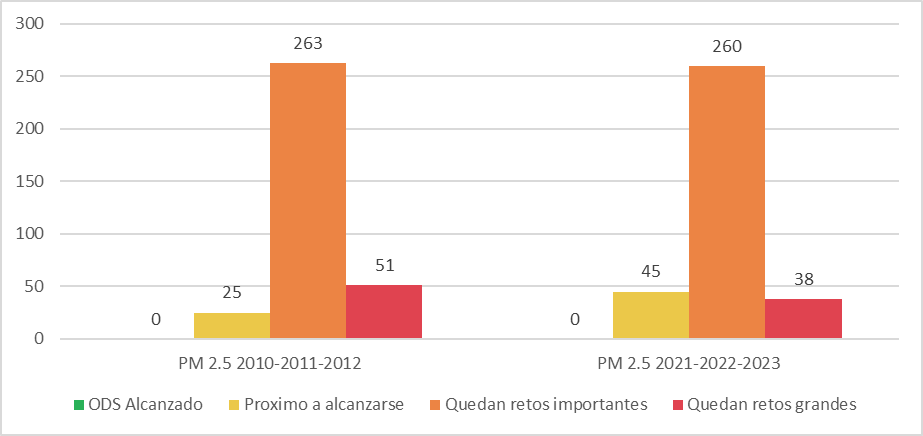 300
250
200
150
100
50
0
0
25
263
51
0
45
260
38
PM 2.5 2010-2011-2012
PM 2.5 2021-2022-2023
ODS Alcanzado
Proximo a alcanzarse
Quedan retos importantes
Quedan retos grandes